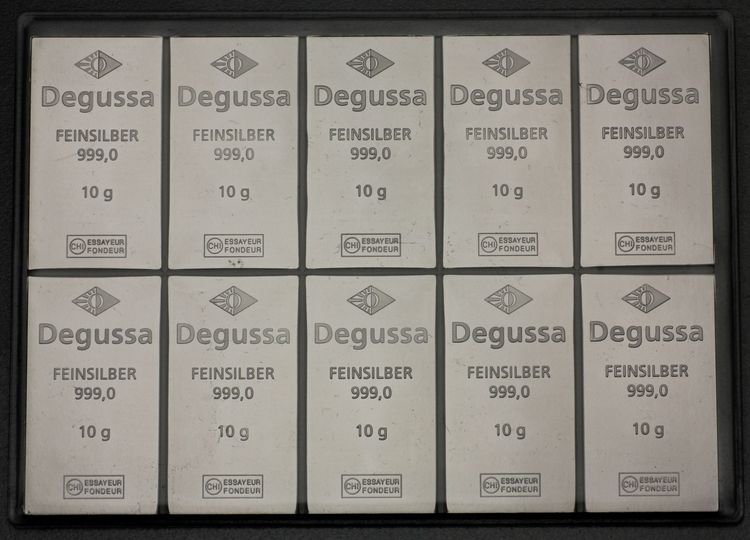 Degussa
FEINSILBER
999,0
10 g
CHI ESSAYEUR
FONDEUR
Degussa
FEINSILBER
999,0
10 g
CHI ESSAYEUR
FONDEUR
Degussa
FEINSILBER
999,0
10 g
CHI ESSAYEUR
FONDEUR
Degussa
FEINSILBER
999,0
10 g
CHI ESSAYEUR
FONDEUR
Degussa
FEINSILBER
999,0
10 g
CHI ESSAYEUR
FONDEUR
Degussa
FEINSILBER
999,0
10 g
CHI ESSAYEUR
FONDEUR
Degussa
FEINSILBER
999,0
10 g
CHI ESSAYEUR
FONDEUR
Degussa
FEINSILBER
999,0
10 g
CHI ESSAYEUR
FONDEUR
Degussa
FEINSILBER
999,0
10 g
CHI ESSAYEUR
FONDEUR
Degussa
FEINSILBER
999,0
10 g
CHI ESSAYEUR
FONDEUR